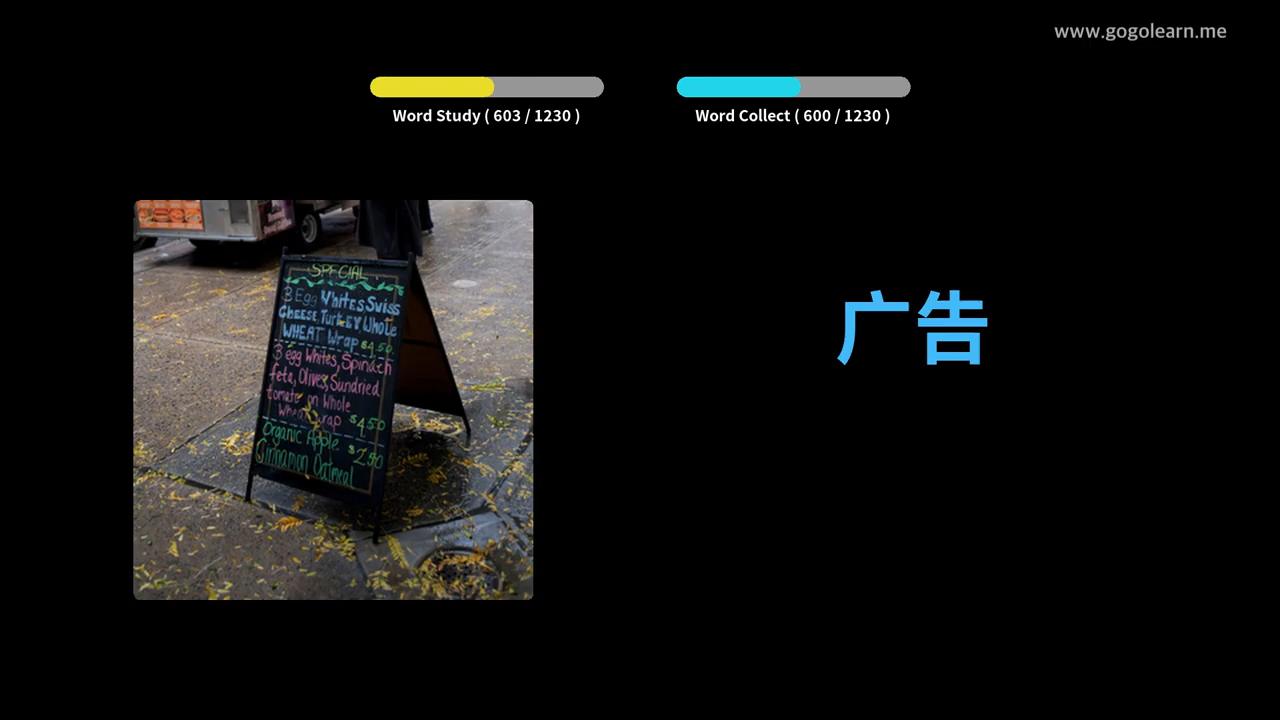 www.gogolearn.me
Word Study ( 603 / 1230 )
Word Collect ( 600 / 1230 )
SPECIAL
3 Egg Whites, Swiss
Cheese, Turkey Whole
WHEAT Wrap $4.50
3 egg Whites, Spinach
feta, Olives, Sundried
tomato on Whole
Wheat Wrap $4.50
Organic Apple
Cinnamon Oatmeal $2.50
广告